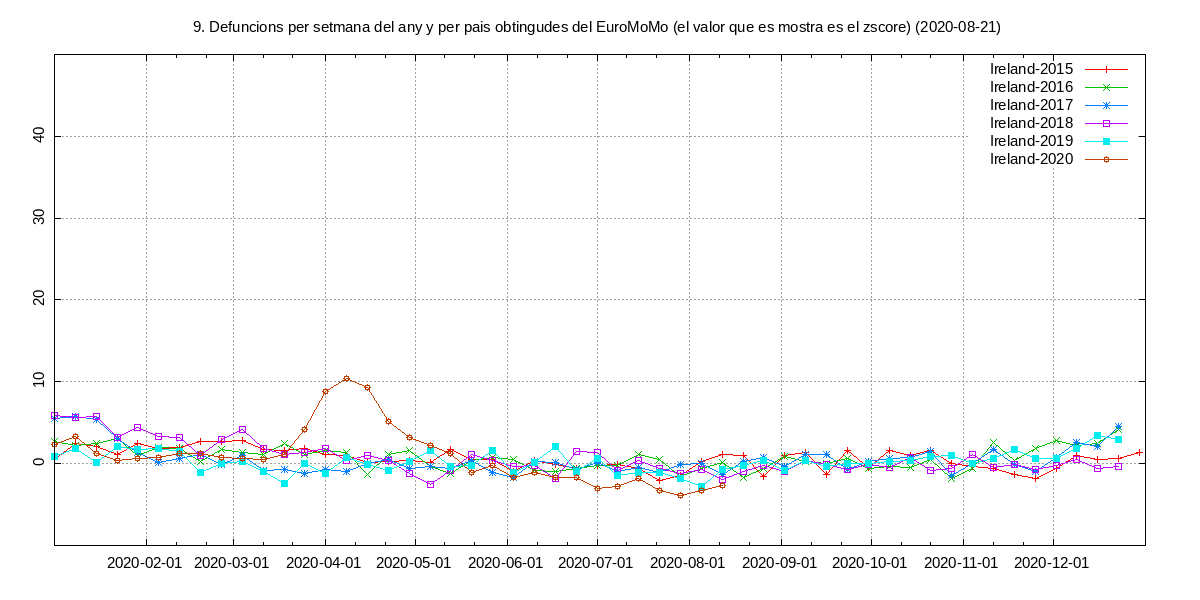 9. Defuncions per setmana del any y per pais obtingudes del EuroMoMo (el valor que es mostra es el zscore) (2020-08-21)
Ireland-2015
Ireland-2016
Ireland-2017
Ireland-2018
Ireland-2019
Ireland-2020
40
30
20
10
0
2020-02-01 2020-03-01 2020-04-01 2020-05-01 2020-06-01 2020-07-01 2020-08-01 2020-09-01 2020-10-01 2020-11-01 2020-12-01